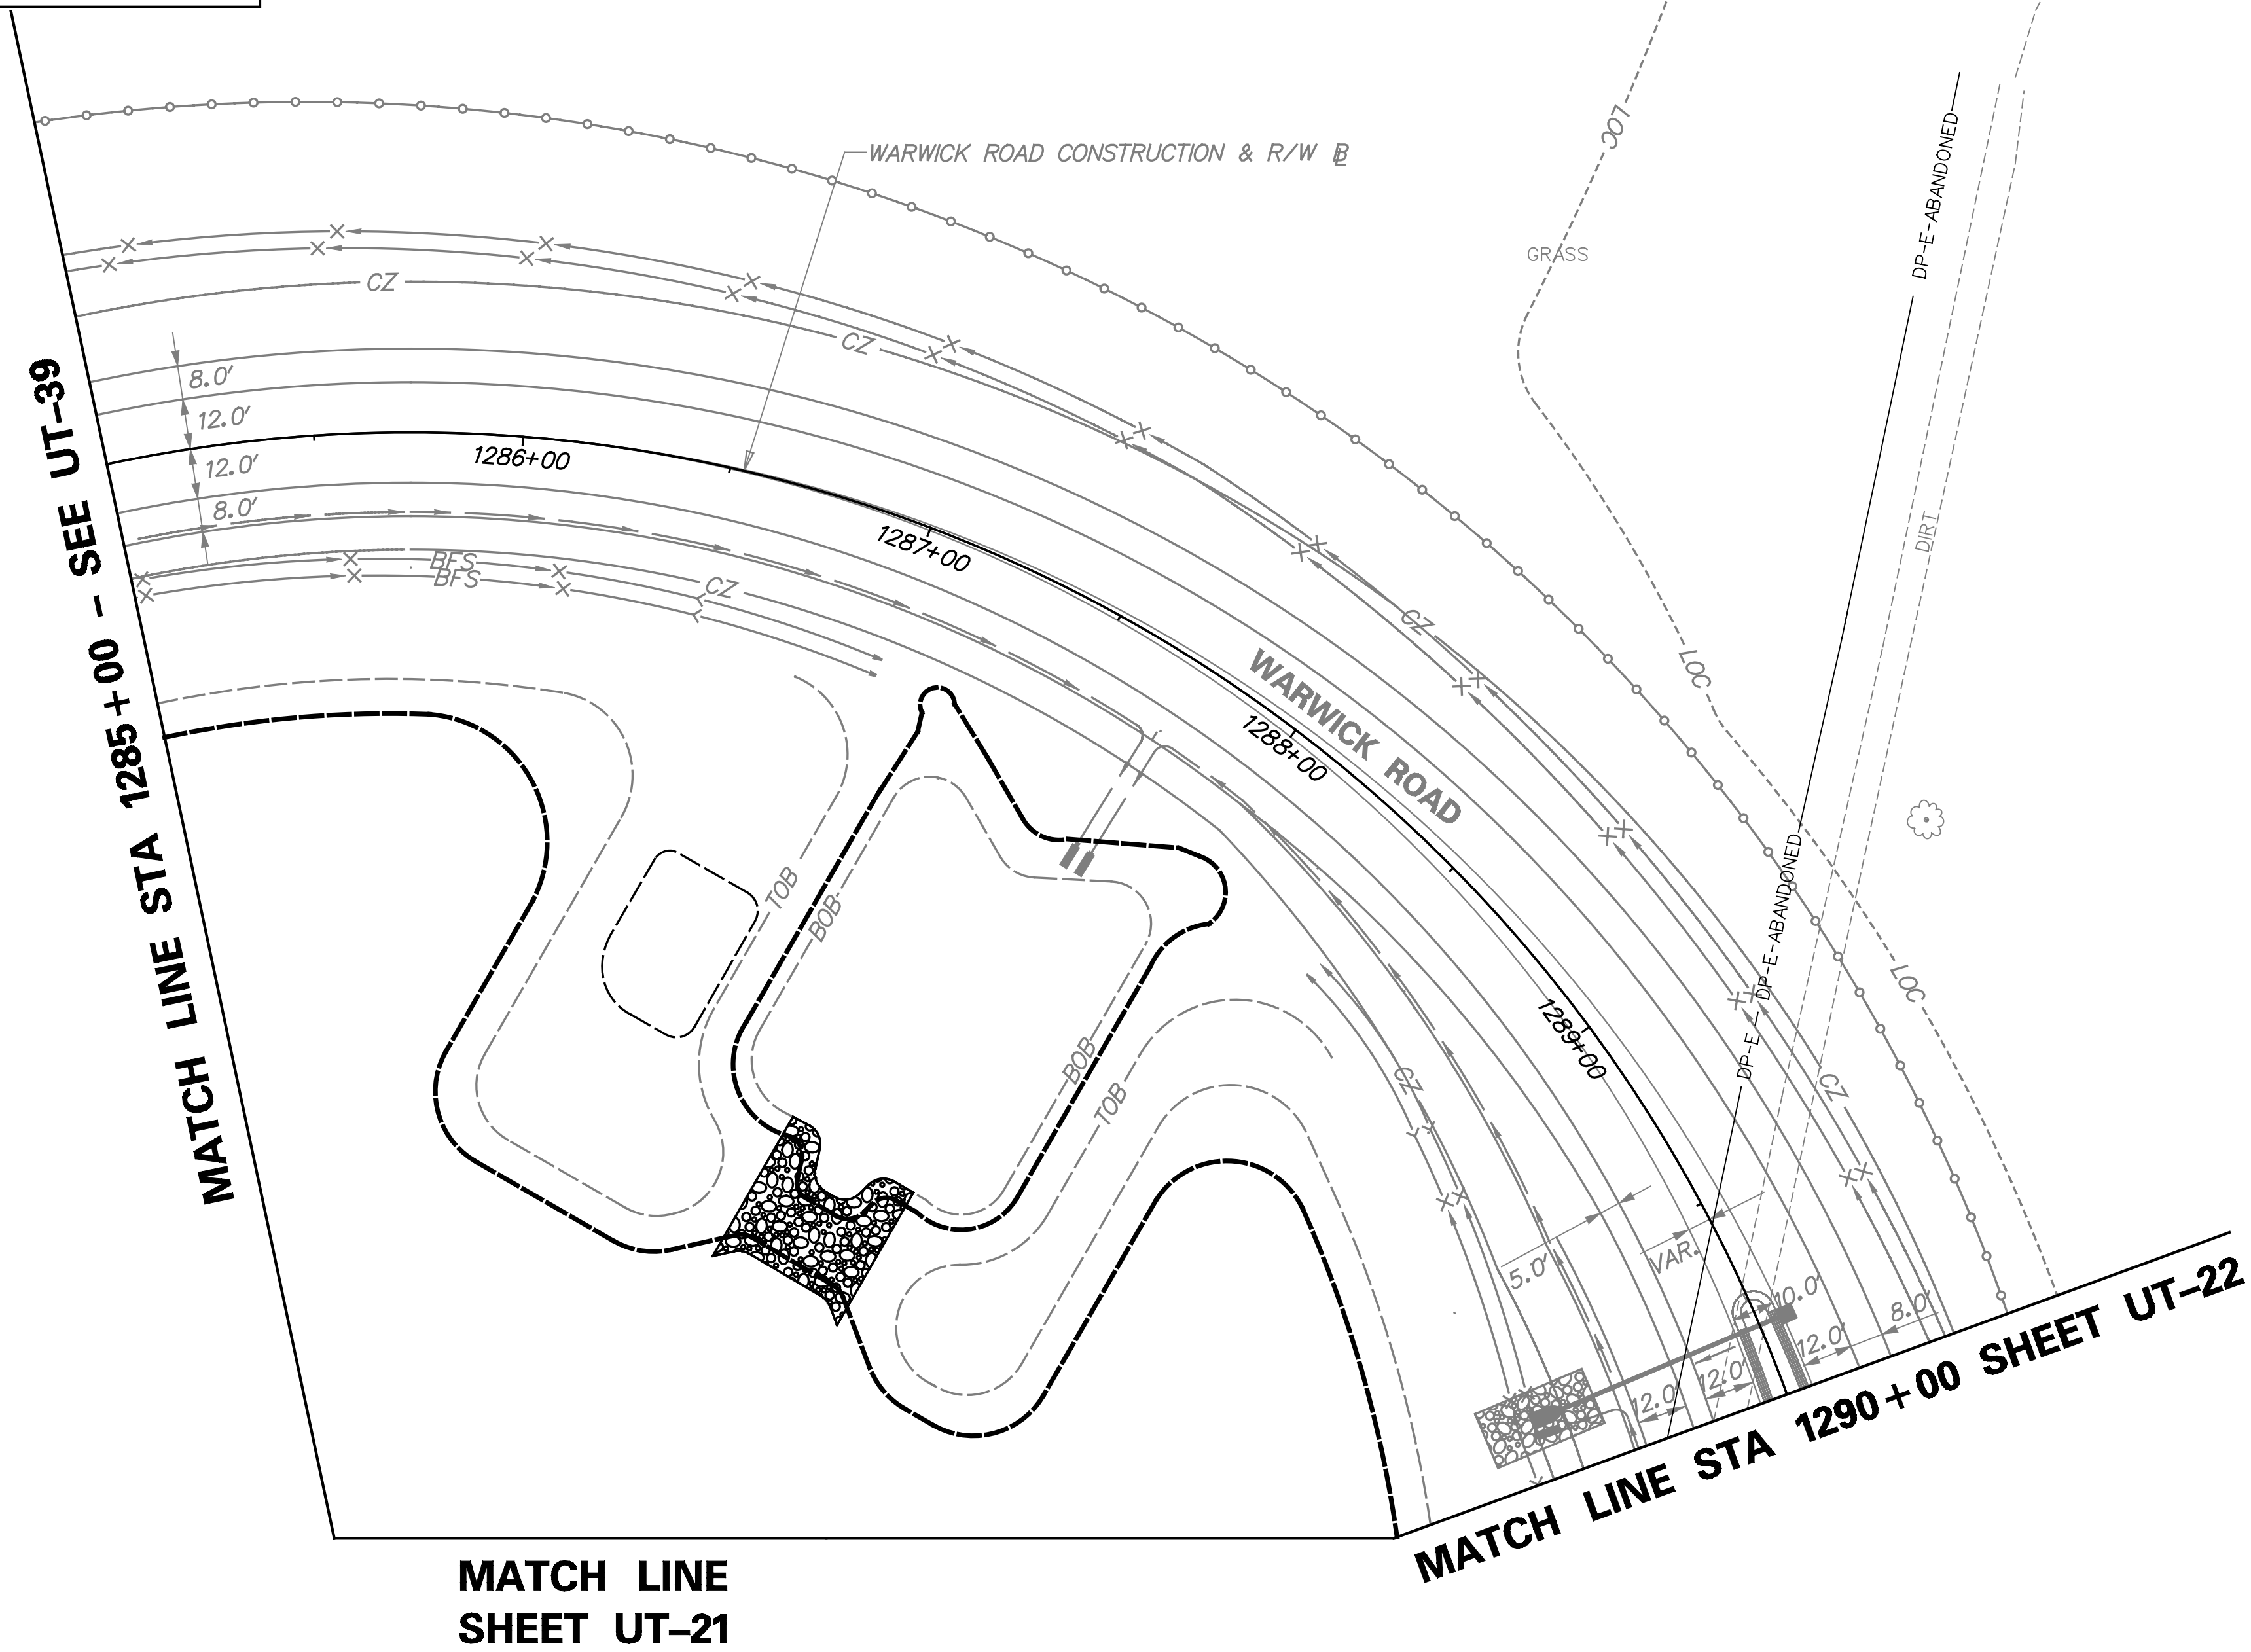 WARWICK ROAD CONSTRUCTION & R/W BL
LOC
DP-E-ABANDONED
GRASS
CZ
CZ
8.0'
12.0'
12.0'
8.0'
1286+00
1287+00
BFS
BFS
CZ
DIRT
CZ
LOC
WARWICK ROAD
1288+00
MATCH LINE STA 1285+00 - SEE UT-39
TOB
BOB
DP-E-ABANDONED
DP-E
LOC
1289+00
BOB
TOB
CZ
CZ
5.0'
VAR.
10.0'
8.0'
12.0'
12.0'
12.0'
MATCH LINE STA 1290+00 SHEET UT-22
MATCH LINE
SHEET UT-21